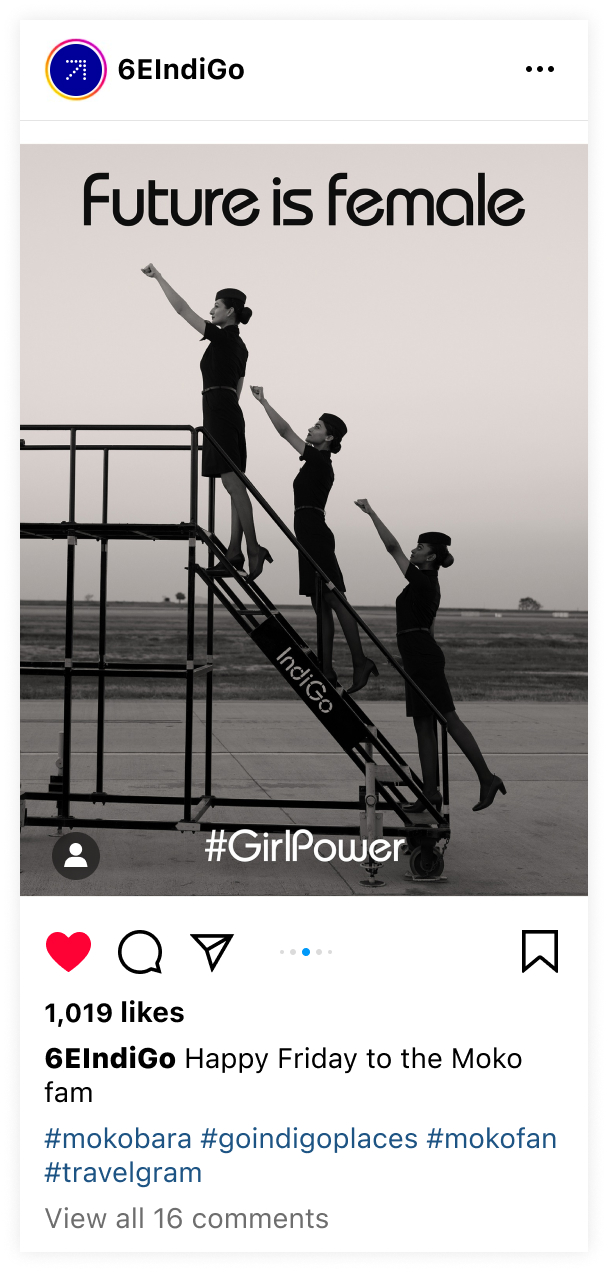 6EIndiGo
Future is female
IndiGo
#GirlPower
1,019 likes
6EIndiGo Happy Friday to the Moko
fam
#mokobara #goindigoplaces #mokofan
#travelgram
View all 16 comments